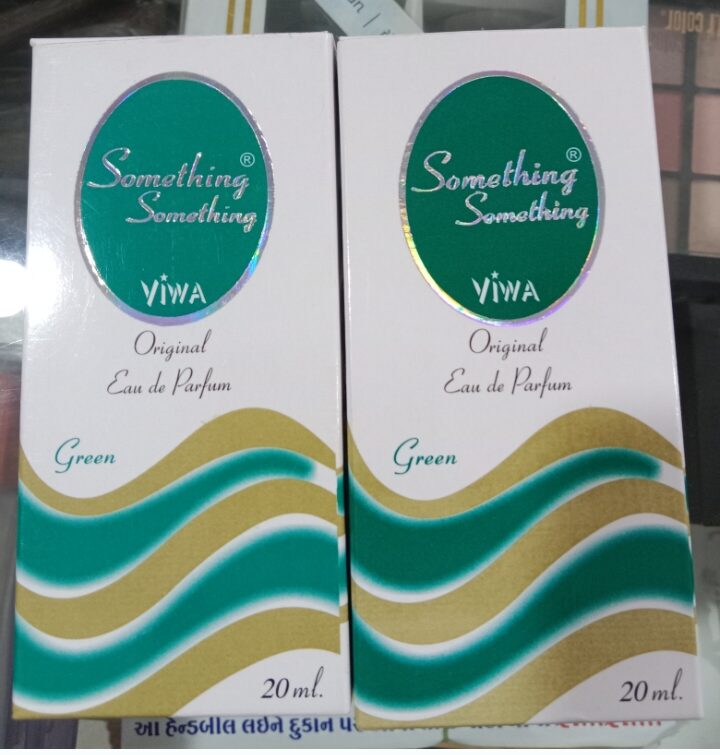 Something®
Something
ViWA
Original
Eau de Parfum
Green
20 ml.
Something®
Something
ViWA
Original
Eau de Parfum
Green
20 ml.
આ હેન્ડબીલ લઈને દુકાન પર